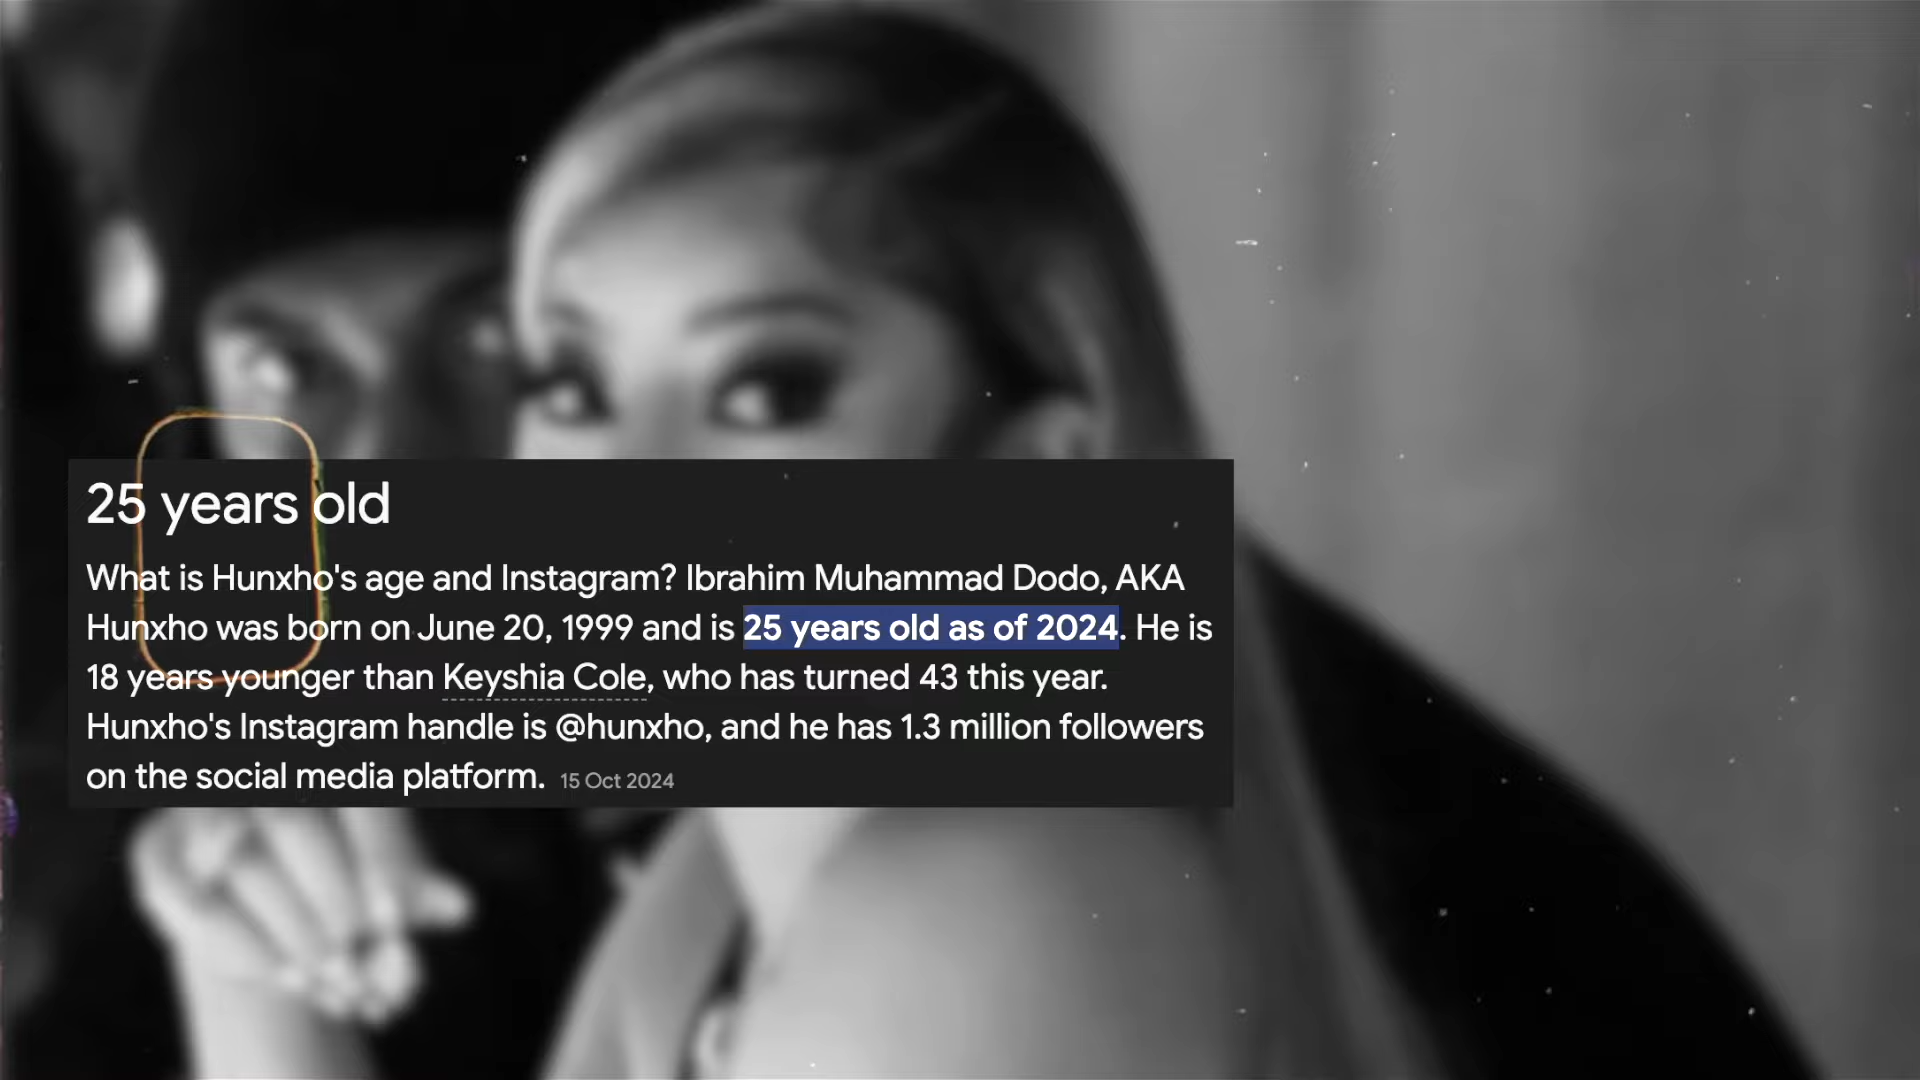 25 years old
What is Hunxho's age and Instagram? Ibrahim Muhammad Dodo, AKA
Hunxho was born on June 20, 1999 and is 25 years old as of 2024. He is
18 years younger than Keyshia Cole, who has turned 43 this year.
Hunxho's Instagram handle is @hunxho, and he has 1.3 million followers
on the social media platform. 15 Oct 2024